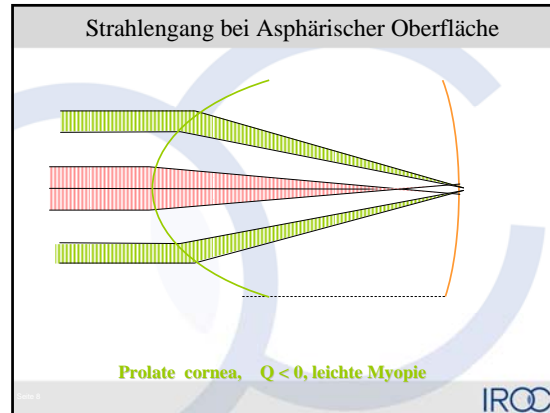 Strahlengang bei Asphärischer Oberfläche
Prolate cornea, Q < 0, leichte Myopie
IROC